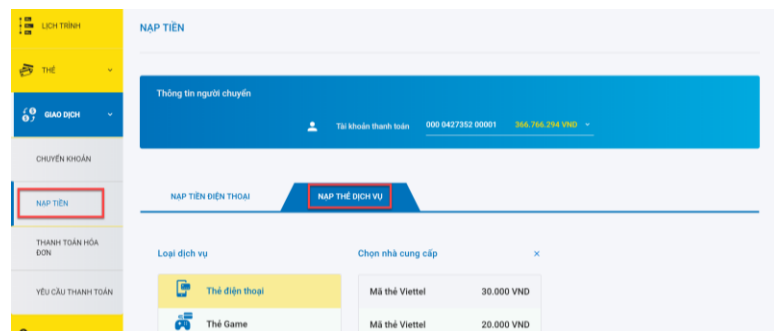 LỊCH TRÌNH
NẠP TIỀN
THẺ
Thông tin người chuyển
Tài khoản thanh toán 000 0427352 00001 366.766.294 VND
GIAO DỊCH
CHUYỂN KHOẢN
NẠP TIỀN
NẠP TIỀN ĐIỆN THOẠI NẠP THẺ DỊCH VỤ
THANH TOÁN HÓA
ĐƠN
Loại dịch vụ Chọn nhà cung cấp ×
YÊU CẦU THANH TOÁN
Thẻ điện thoại Mã thẻ Viettel 30.000 VND
Thẻ Game Mã thẻ Viettel 20.000 VND